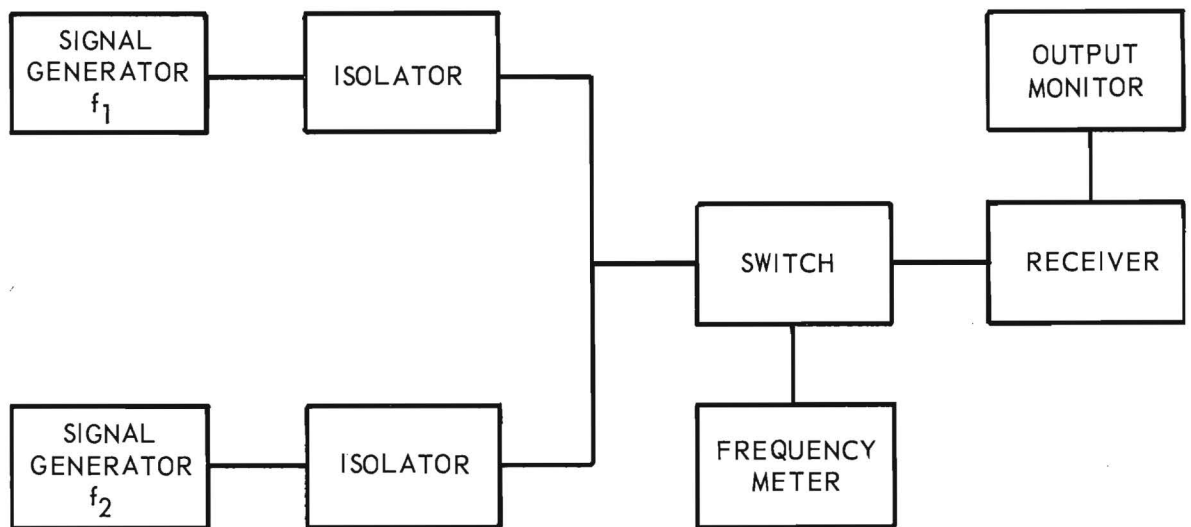 SIGNAL
GENERATOR
f1
ISOLATOR
OUTPUT
MONITOR
SWITCH
RECEIVER
SIGNAL
GENERATOR
f2
ISOLATOR
FREQUENCY
METER